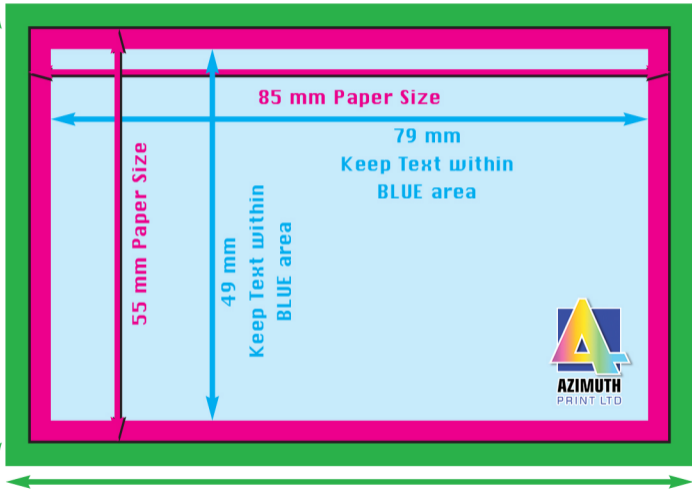 85 mm Paper Size
79 mm
Keep Text within
BLUE area
55 mm Paper Size
49 mm
Keep Text within
BLUE area
A
AZIMUTH
PRINT LTD